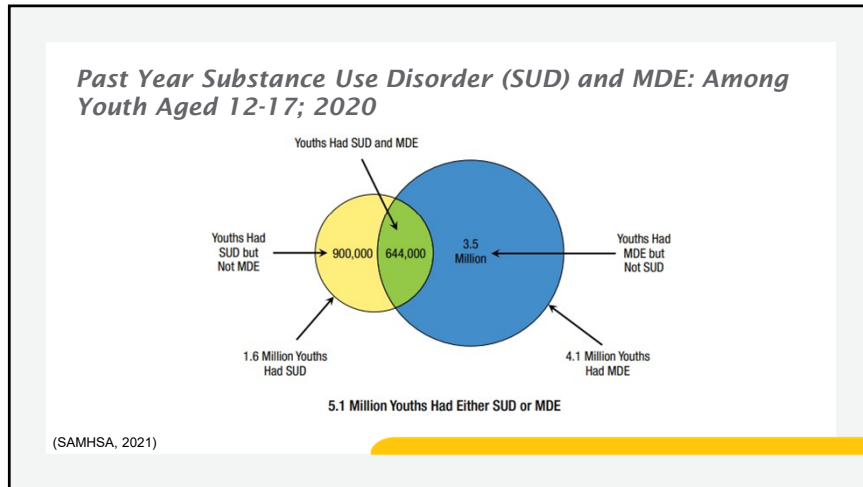 Past Year Substance Use Disorder (SUD) and MDE: Among
Youth Aged 12-17; 2020
Youths Had SUD and MDE
Youths Had
SUD but
Not MDE
900,000
644,000
3.5
Million
Youths Had
MDE but
Not SUD
1.6 Million Youths
Had SUD
4.1 Million Youths
Had MDE
5.1 Million Youths Had Either SUD or MDE
(SAMHSA, 2021)